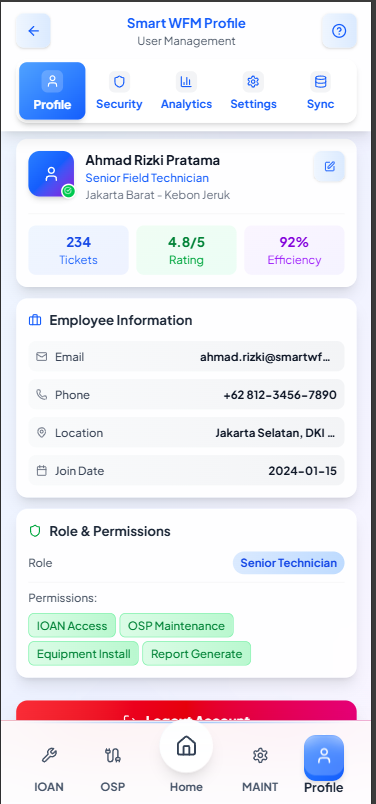 Smart WFM Profile
User Management
Profile
Security
Analytics
Settings
Sync
Ahmad Rizki Pratama
Senior Field Technician
Jakarta Barat - Kebon Jeruk
234
Tickets
4.8/5
Rating
92%
Efficiency
Employee Information
Email ahmad.rizki@smartwf...
Phone +62 812-3456-7890
Location Jakarta Selatan, DKI ...
Join Date 2024-01-15
Role & Permissions
Role Senior Technician
Permissions:
IOAN Access
OSP Maintenance
Equipment Install
Report Generate
Logout Account
IOAN
OSP
Home
MAINT
Profile